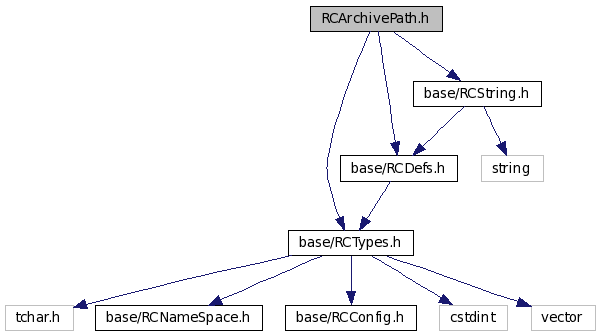 RCArchivePath.h
base/RCString.h
base/RCDefs.h
string
base/RCTypes.h
tchar.h
base/RCNameSpace.h
base/RCConfig.h
cstdint
vector